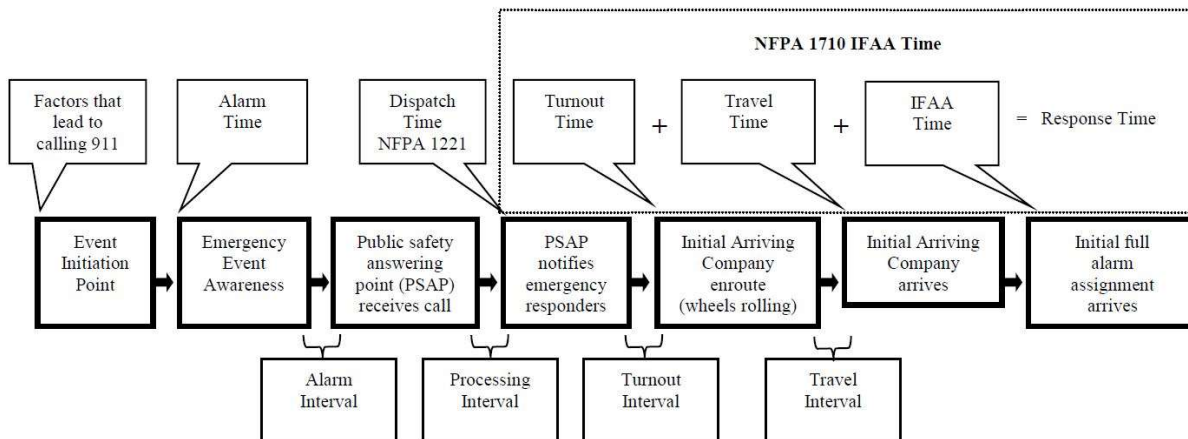 NFPA 1710 IFAA Time
Factors that
lead to
calling 911
Alarm
Time
Dispatch
Time
NFPA 1221
Turnout
Time
+
Travel
Time
+
IFAA
Time
= Response Time
Event
Initiation
Point
Emergency
Event
Awareness
Public safety
answering
point (PSAP)
receives call
PSAP
notifies
emergency
responders
Initial Arriving
Company
enroute
(wheels rolling)
Initial Arriving
Company
arrives
Initial full
alarm
assignment
arrives
Alarm
Interval
Processing
Interval
Turnout
Interval
Travel
Interval